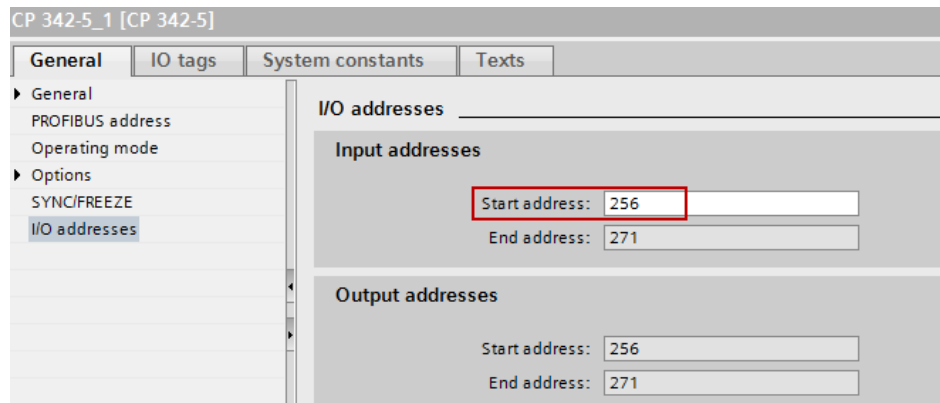 CP 342-5_1 [CP 342-5]
General IO tags System constants Texts
General
PROFIBUS address
Operating mode
Options
SYNC/FREEZE
I/O addresses
I/O addresses
Input addresses
Start address: 256
End address: 271
Output addresses
Start address: 256
End address: 271